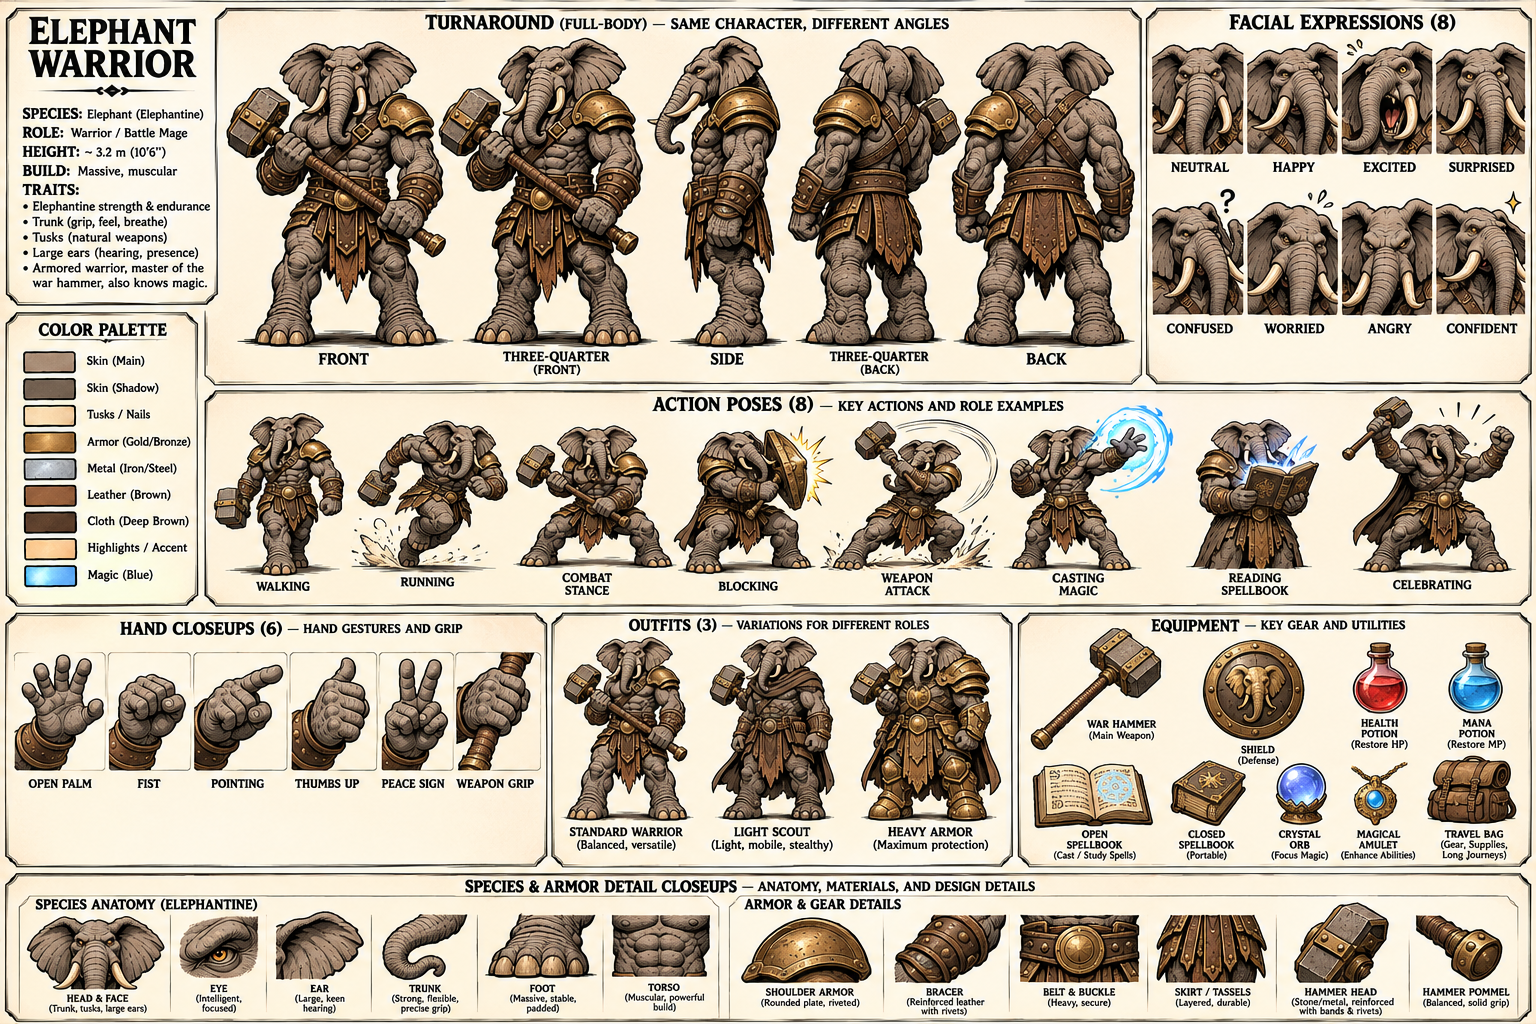 ELEPHANT
WARRIOR
SPECIES: Elephant (Elephantine)
ROLE: Warrior / Battle Mage
HEIGHT: ~ 3.2 m (10'6")
BUILD: Massive, muscular
TRAITS:
• Elephantine strength & endurance
• Trunk (grip, feel, breathe)
• Tusks (natural weapons)
• Large ears (hearing, presence)
• Armored warrior, master of the
war hammer, also knows magic.
TURNAROUND (FULL-BODY) — SAME CHARACTER, DIFFERENT ANGLES
FRONT
THREE-QUARTER
(FRONT)
SIDE
THREE-QUARTER
(BACK)
BACK
FACIAL EXPRESSIONS (8)
NEUTRAL
HAPPY
EXCITED
SURPRISED
?
CONFUSED
WORRIED
ANGRY
CONFIDENT
COLOR PALETTE
Skin (Main)
Skin (Shadow)
Tusks / Nails
Armor (Gold/Bronze)
Metal (Iron/Steel)
Leather (Brown)
Cloth (Deep Brown)
Highlights / Accent
Magic (Blue)
ACTION POSES (8) — KEY ACTIONS AND ROLE EXAMPLES
WALKING
RUNNING
COMBAT
STANCE
BLOCKING
WEAPON
ATTACK
CASTING
MAGIC
READING
SPELLBOOK
CELEBRATING
HAND CLOSEUPS (6) — HAND GESTURES AND GRIP
OPEN PALM
FIST
POINTING
THUMBS UP
PEACE SIGN
WEAPON GRIP
OUTFITS (3) — VARIATIONS FOR DIFFERENT ROLES
STANDARD WARRIOR
(Balanced, versatile)
LIGHT SCOUT
(Light, mobile, stealthy)
HEAVY ARMOR
(Maximum protection)
EQUIPMENT — KEY GEAR AND UTILITIES
WAR HAMMER
(Main Weapon)
SHIELD
(Defense)
HEALTH
POTION
(Restore HP)
MANA
POTION
(Restore MP)
OPEN
SPELLBOOK
(Cast / Study Spells)
CLOSED
SPELLBOOK
(Portable)
CRYSTAL
ORB
(Focus Magic)
MAGICAL
AMULET
(Enhance Abilities)
TRAVEL BAG
(Gear, Supplies,
Long Journeys)
SPECIES & ARMOR DETAIL CLOSEUPS — ANATOMY, MATERIALS, AND DESIGN DETAILS
SPECIES ANATOMY (ELEPHANTINE)
HEAD & FACE
(Trunk, tusks, large ears)
EYE
(Intelligent,
focused)
EAR
(Large, keen
hearing)
TRUNK
(Strong, flexible,
precise grip)
FOOT
(Massive, stable,
padded)
TORSO
(Muscular, powerful
build)
ARMOR & GEAR DETAILS
SHOULDER ARMOR
(Rounded plate, riveted)
BRACER
(Reinforced leather
with rivets)
BELT & BUCKLE
(Heavy, secure)
SKIRT / TASSELS
(Layered, durable)
HAMMER HEAD
(Stone/metal, reinforced
with bands & rivets)
HAMMER POMMEL
(Balanced, solid grip)